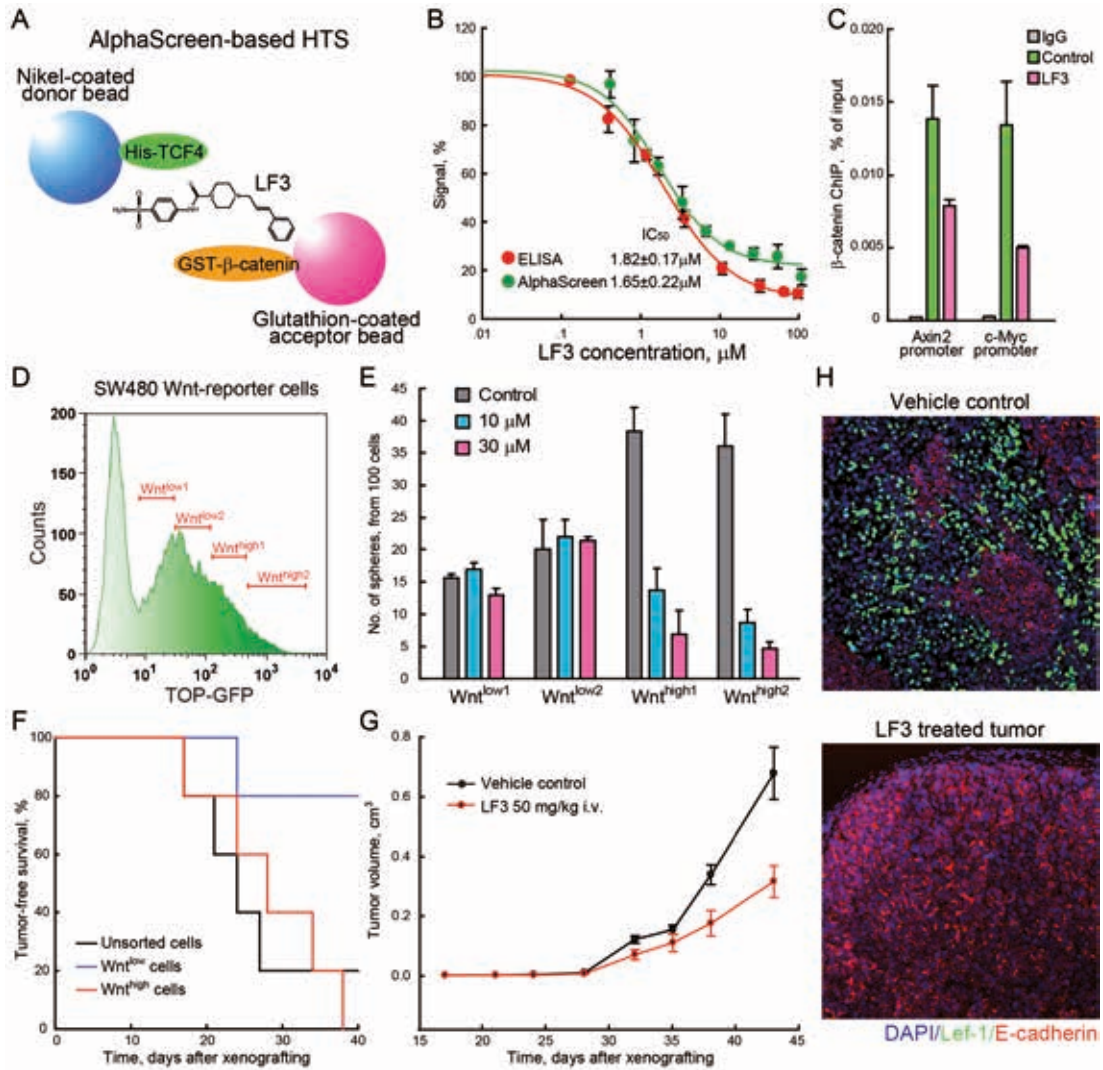 A
AlphaScreen-based HTS
Nikel-coated
donor bead
His-TCF4
LF3
GST-β-catenin
Glutathion-coated
acceptor bead
B
Signal, %
120
100
80
60
40
20
0
IC50
ELISA 1.82±0.17µM
AlphaScreen 1.65±0.22µM
.01 .1 1 10 100
LF3 concentration, µM
C
IgG
Control
LF3
β-catenin ChIP, % of input
0.020
0.015
0.010
0.005
0
Axin2
promoter
c-Myc
promoter
D
SW480 Wnt-reporter cells
Counts
200
150
100
50
0
Wntlow1
Wntlow2
Wnthigh1
Wnthigh2
10⁰ 10¹ 10² 10³ 10⁴
TOP-GFP
E
No. of spheres, from 100 cells
45
40
35
30
25
20
15
10
5
0
Control
10 µM
30 µM
Wntlow1 Wntlow2 Wnthigh1 Wnthigh2
F
Tumor-free survival, %
100
80
60
40
20
0
Unsorted cells
Wntlow cells
Wnthigh cells
0 10 20 30 40
Time, days after xenografting
G
Tumor volume, cm³
0.8
0.6
0.4
0.2
0.0
Vehicle control
LF3 50 mg/kg i.v.
15 20 25 30 35 40 45
Time, days after xenografting
H
Vehicle control
LF3 treated tumor
DAPI/Lef-1/E-cadherin